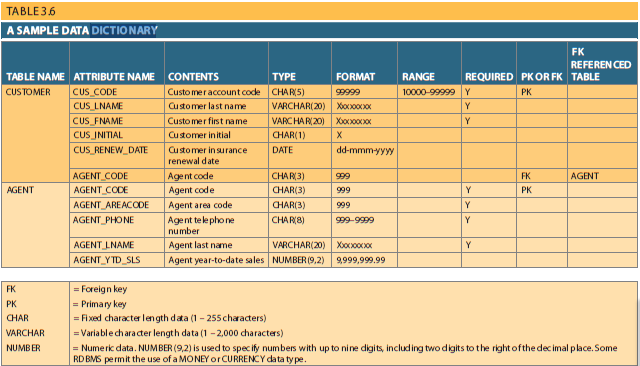 TABLE 3.6
A SAMPLE DATA DICTIONARY
TABLE NAME ATTRIBUTE NAME CONTENTS TYPE FORMAT RANGE REQUIRED PK OR FK FK REFERENCED TABLE
CUSTOMER CUS_CODE Customer account code CHAR(5) 99999 10000–99999 Y PK
CUS_LNAME Customer last name VARCHAR(20) Xxxxxxxx Y
CUS_FNAME Customer first name VARCHAR(20) Xxxxxxxx Y
CUS_INITIAL Customer initial CHAR(1) X
CUS_RENEW_DATE Customer insurance renewal date DATE dd-mmm-yyyy
AGENT_CODE Agent code CHAR(3) 999 FK AGENT
AGENT AGENT_CODE Agent code CHAR(3) 999 Y PK
AGENT_AREACODE Agent area code CHAR(3) 999 Y
AGENT_PHONE Agent telephone number CHAR(8) 999–9999 Y
AGENT_LNAME Agent last name VARCHAR(20) Xxxxxxxx Y
AGENT_YTD_SLS Agent year-to-date sales NUMBER(9,2) 9,999,999.99
FK = Foreign key
PK = Primary key
CHAR = Fixed character length data (1 – 255 characters)
VARCHAR = Variable character length data (1 – 2,000 characters)
NUMBER = Numeric data. NUMBER (9,2) is used to specify numbers with up to nine digits, including two digits to the right of the decimal place. Some
RDBMS permit the use of a MONEY or CURRENCY data type.